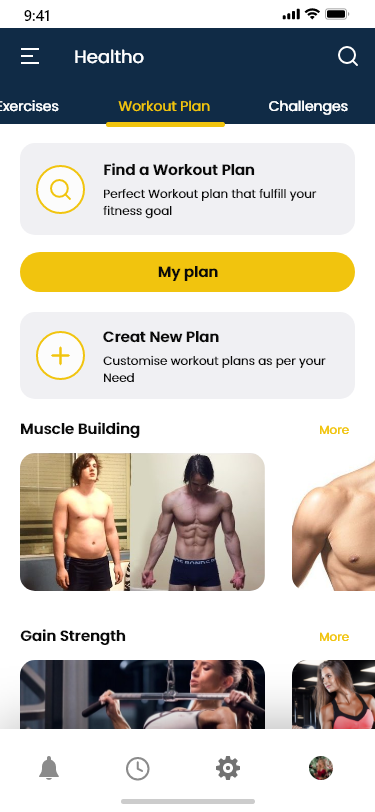 9:41
Healtho
Exercises
Workout Plan
Challenges
Find a Workout Plan
Perfect Workout plan that fulfill your
fitness goal
My plan
Creat New Plan
Customise workout plans as per your
Need
Muscle Building
More
Gain Strength
More